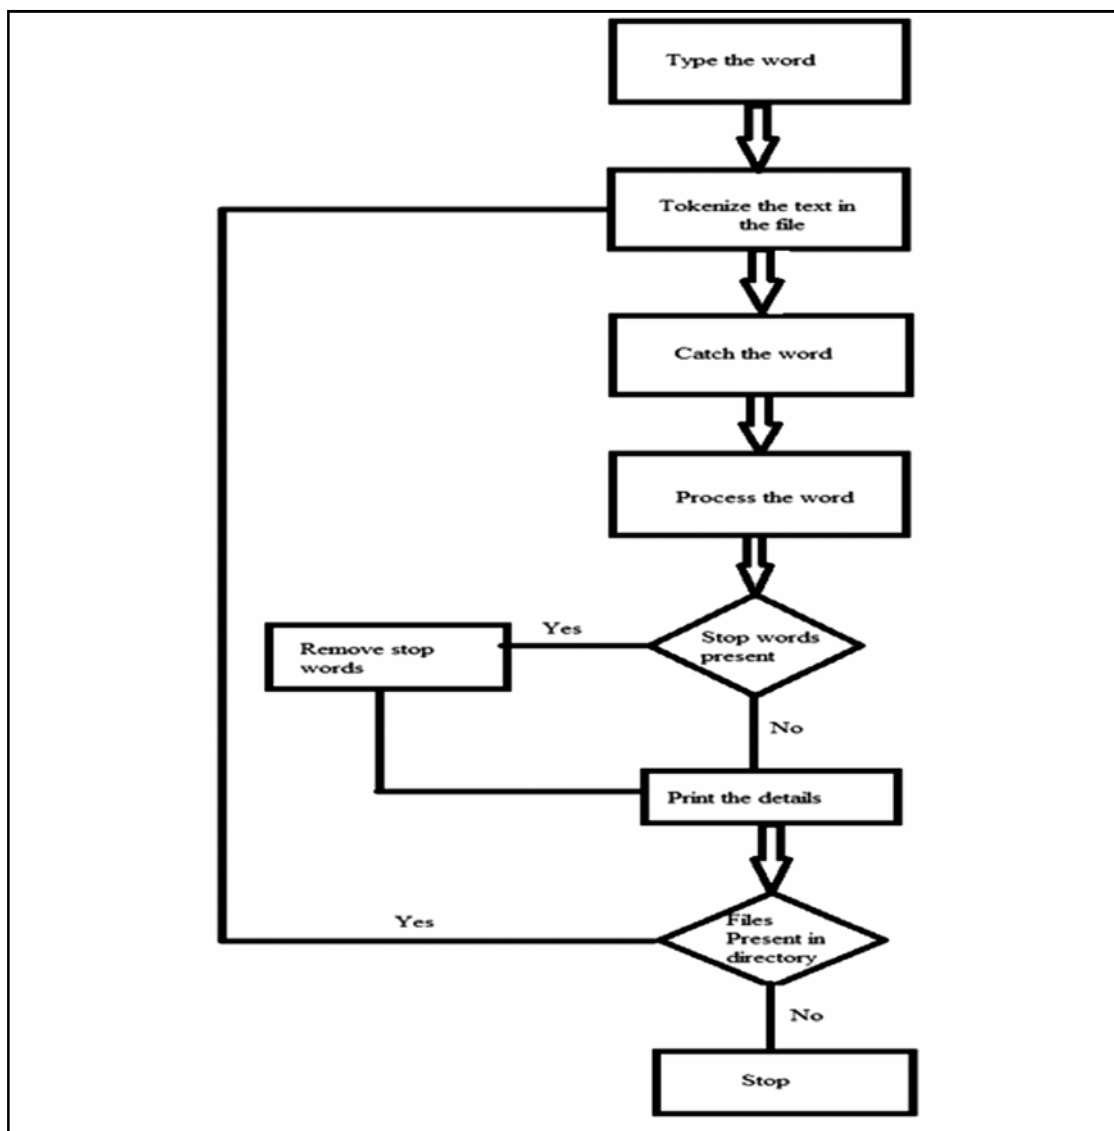 Type the word
Tokenize the text in
the file
Catch the word
Process the word
Yes
Stop words
present
Remove stop
words
No
Print the details
Yes
Files
Present in
directory
No
Stop